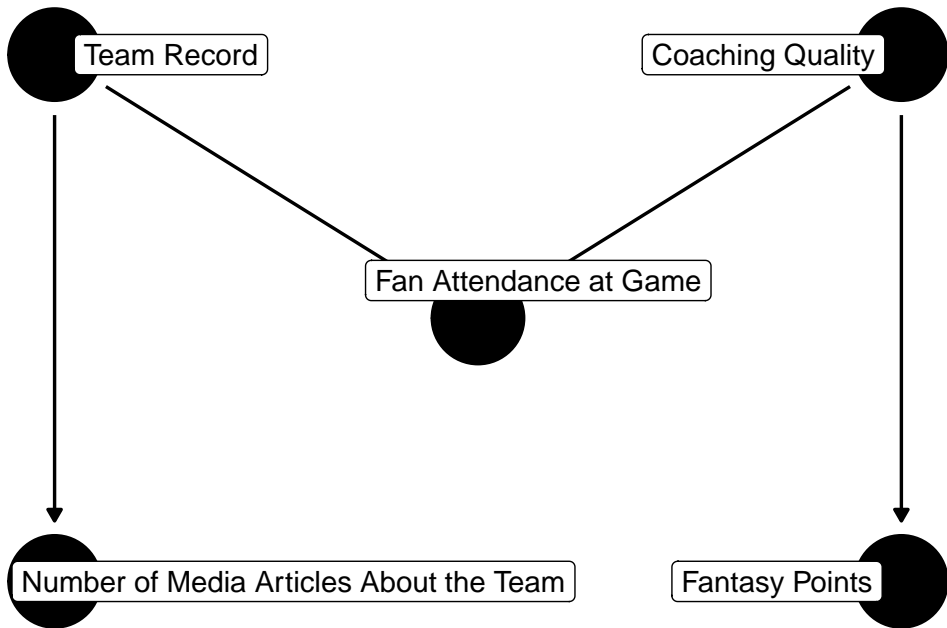 Team Record
Coaching Quality
Fan Attendance at Game
Number of Media Articles About the Team
Fantasy Points